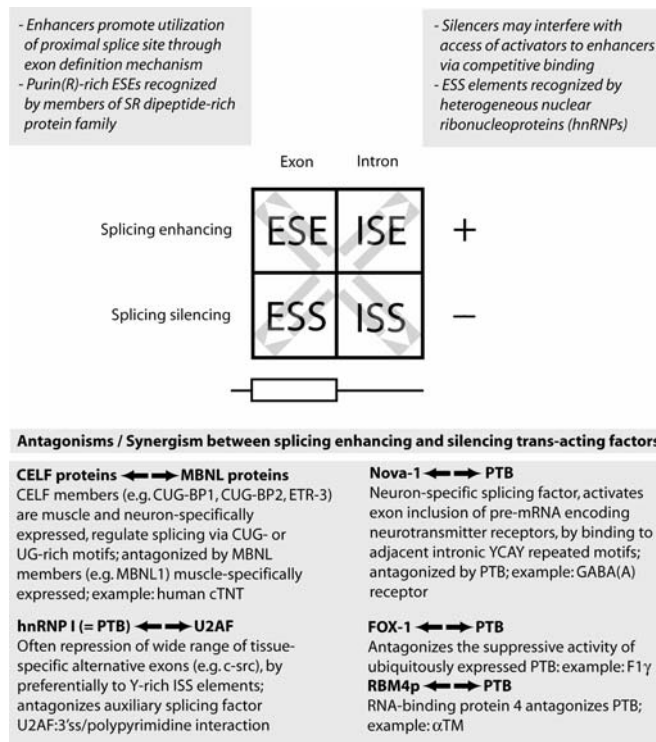 - Enhancers promote utilization
of proximal splice site through
exon definition mechanism
- Purin(R)-rich ESEs recognized
by members of SR dipeptide-rich
protein family
- Silencers may interfere with
access of activators to enhancers
via competitive binding
- ESS elements recognized by
heterogeneous nuclear
ribonucleoproteins (hnRNPs)
Exon Intron
Splicing enhancing ESE ISE +
Splicing silencing ESS ISS –
Antagonisms / Synergism between splicing enhancing and silencing trans-acting factors
CELF proteins MBNL proteins
CELF members (e.g. CUG-BP1, CUG-BP2, ETR-3)
are muscle and neuron-specifically
expressed, regulate splicing via CUG- or
UG-rich motifs; antagonized by MBNL
members (e.g. MBNL1) muscle-specifically
expressed; example: human cTNT
hnRNP I (= PTB) U2AF
Often repression of wide range of tissue-
specific alternative exons (e.g. c-src), by
preferentially to Y-rich ISS elements;
antagonizes auxiliary splicing factor
U2AF:3'ss/polypyrimidine interaction
Nova-1 PTB
Neuron-specific splicing factor, activates
exon inclusion of pre-mRNA encoding
neurotransmitter receptors, by binding to
adjacent intronic YCAY repeated motifs;
antagonized by PTB; example: GABA(A)
receptor
FOX-1 PTB
Antagonizes the suppressive activity of
ubiquitously expressed PTB: example: F1γ
RBM4p PTB
RNA-binding protein 4 antagonizes PTB;
example: αTM